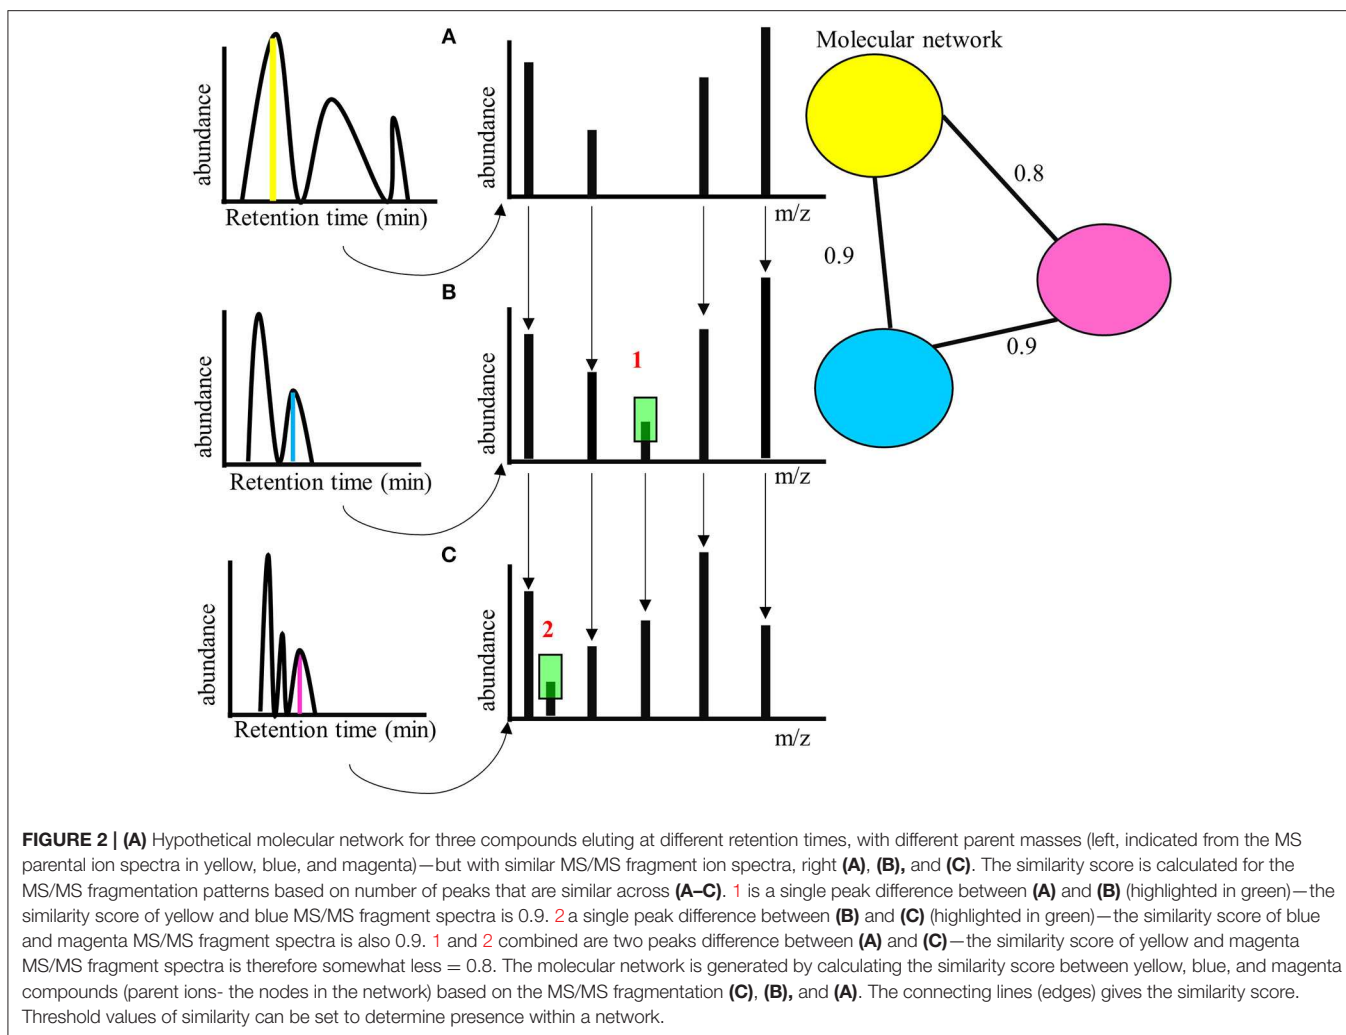 A
abundance
Retention time (min)
abundance
m/z
Molecular network
0.8
0.9
0.9
B
abundance
Retention time (min)
abundance
1
m/z
C
abundance
Retention time (min)
abundance
2
m/z
FIGURE 2 | (A) Hypothetical molecular network for three compounds eluting at different retention times, with different parent masses (left, indicated from the MS
parental ion spectra in yellow, blue, and magenta)—but with similar MS/MS fragment ion spectra, right (A), (B), and (C). The similarity score is calculated for the
MS/MS fragmentation patterns based on number of peaks that are similar across (A–C). 1 is a single peak difference between (A) and (B) (highlighted in green)—the
similarity score of yellow and blue MS/MS fragment spectra is 0.9. 2 a single peak difference between (B) and (C) (highlighted in green)—the similarity score of blue
and magenta MS/MS fragment spectra is also 0.9. 1 and 2 combined are two peaks difference between (A) and (C)—the similarity score of yellow and magenta
MS/MS fragment spectra is therefore somewhat less = 0.8. The molecular network is generated by calculating the similarity score between yellow, blue, and magenta
compounds (parent ions- the nodes in the network) based on the MS/MS fragmentation (C), (B), and (A). The connecting lines (edges) gives the similarity score.
Threshold values of similarity can be set to determine presence within a network.